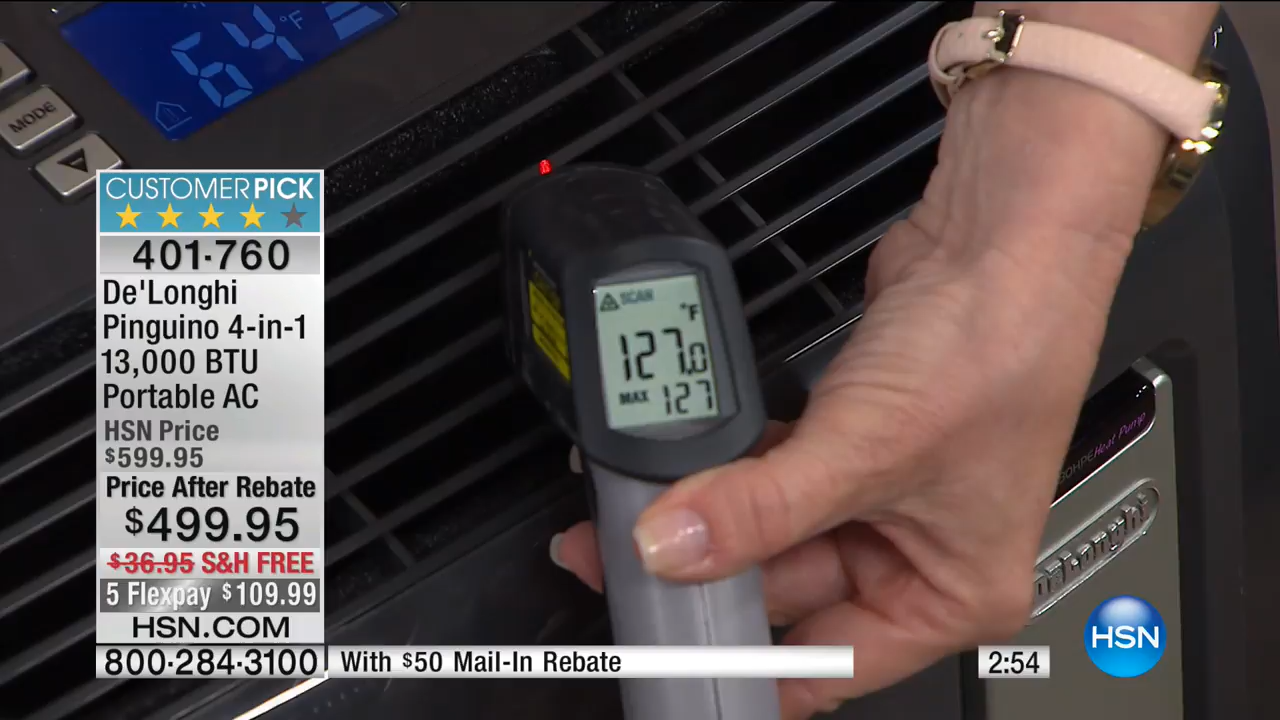 64°F
MODE
CUSTOMER PICK
401·760
De'Longhi
Pinguino 4-in-1
13,000 BTU
Portable AC
HSN Price
$599.95
Price After Rebate
$499.95
$36.95 S&H FREE
5 Flexpay $109.99
HSN.COM
800·284·3100
With $50 Mail-In Rebate
SCAN
°F
127.0
MAX 127
Heat Pump
De'Longhi
2:54
HSN